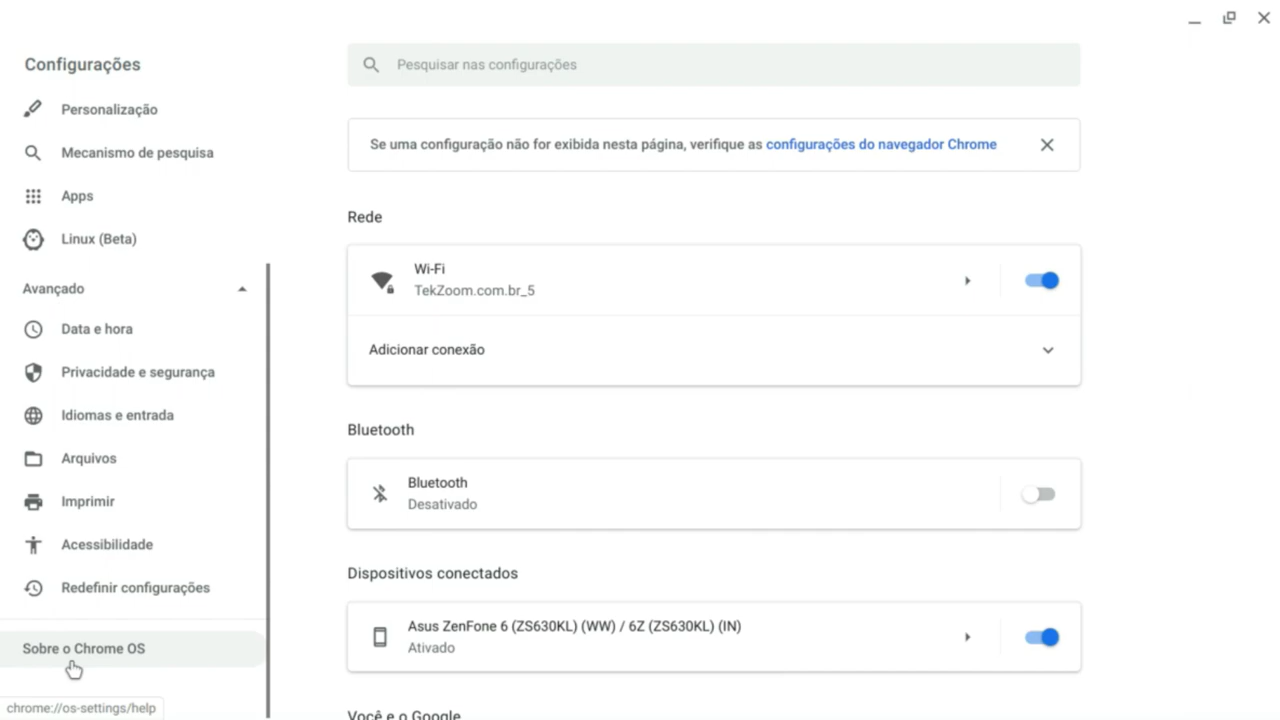 Configurações
Personalização
Mecanismo de pesquisa
Apps
Linux (Beta)
Avançado
Data e hora
Privacidade e segurança
Idiomas e entrada
Arquivos
Imprimir
Acessibilidade
Redefinir configurações
Sobre o Chrome OS
chrome://os-settings/help
Pesquisar nas configurações
Se uma configuração não for exibida nesta página, verifique as configurações do navegador Chrome
Rede
Wi-Fi
TekZoom.com.br_5
Adicionar conexão
Bluetooth
Bluetooth
Desativado
Dispositivos conectados
Asus ZenFone 6 (ZS630KL) (WW) / 6Z (ZS630KL) (IN)
Ativado
Você e o Google